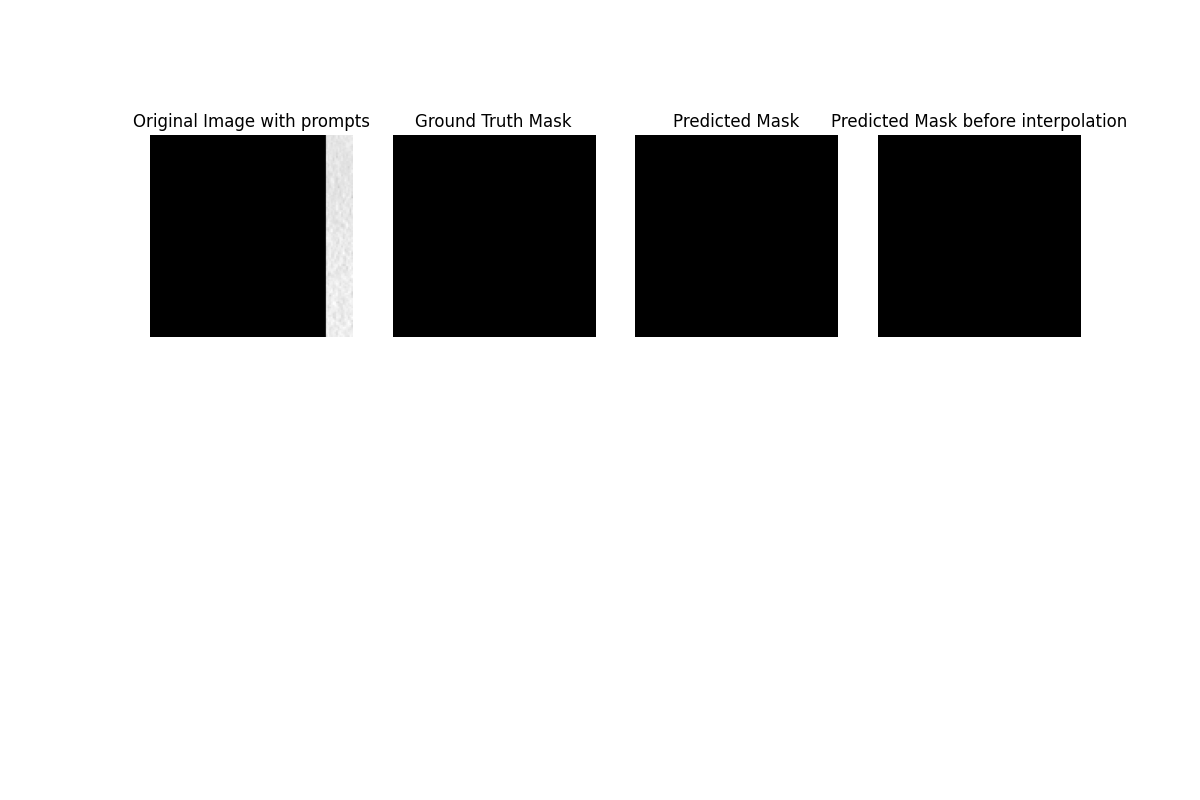 Original Image with prompts
Ground Truth Mask
Predicted Mask
Predicted Mask before interpolation